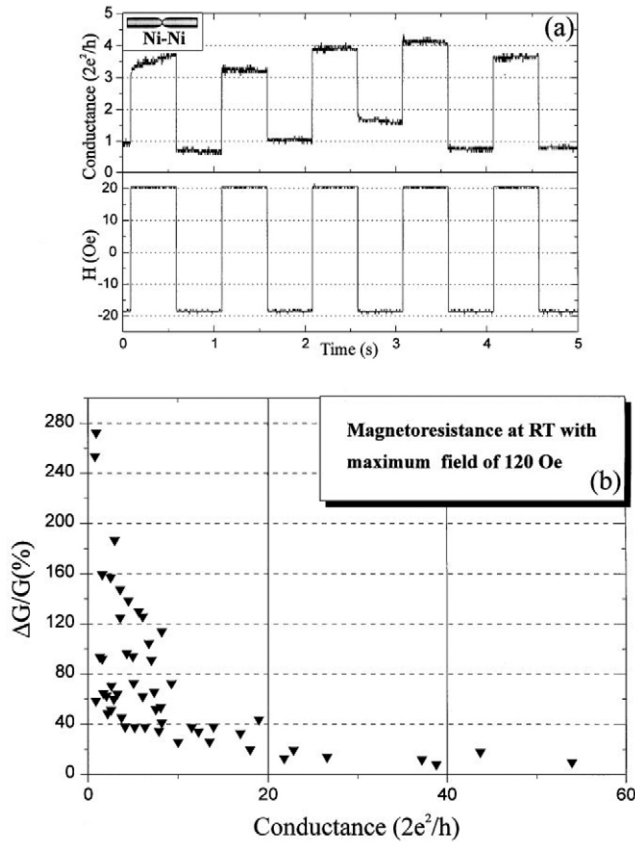 (a)
Ni-Ni
Conductance (2e²/h)
5
4
3
2
1
0
H (Oe)
20
10
0
-10
-20
0 1 2 3 4 5
Time (s)
Magnetoresistance at RT with
maximum field of 120 Oe
(b)
ΔG/G(%)
280
240
200
160
120
80
40
0
0 20 40 60
Conductance (2e²/h)